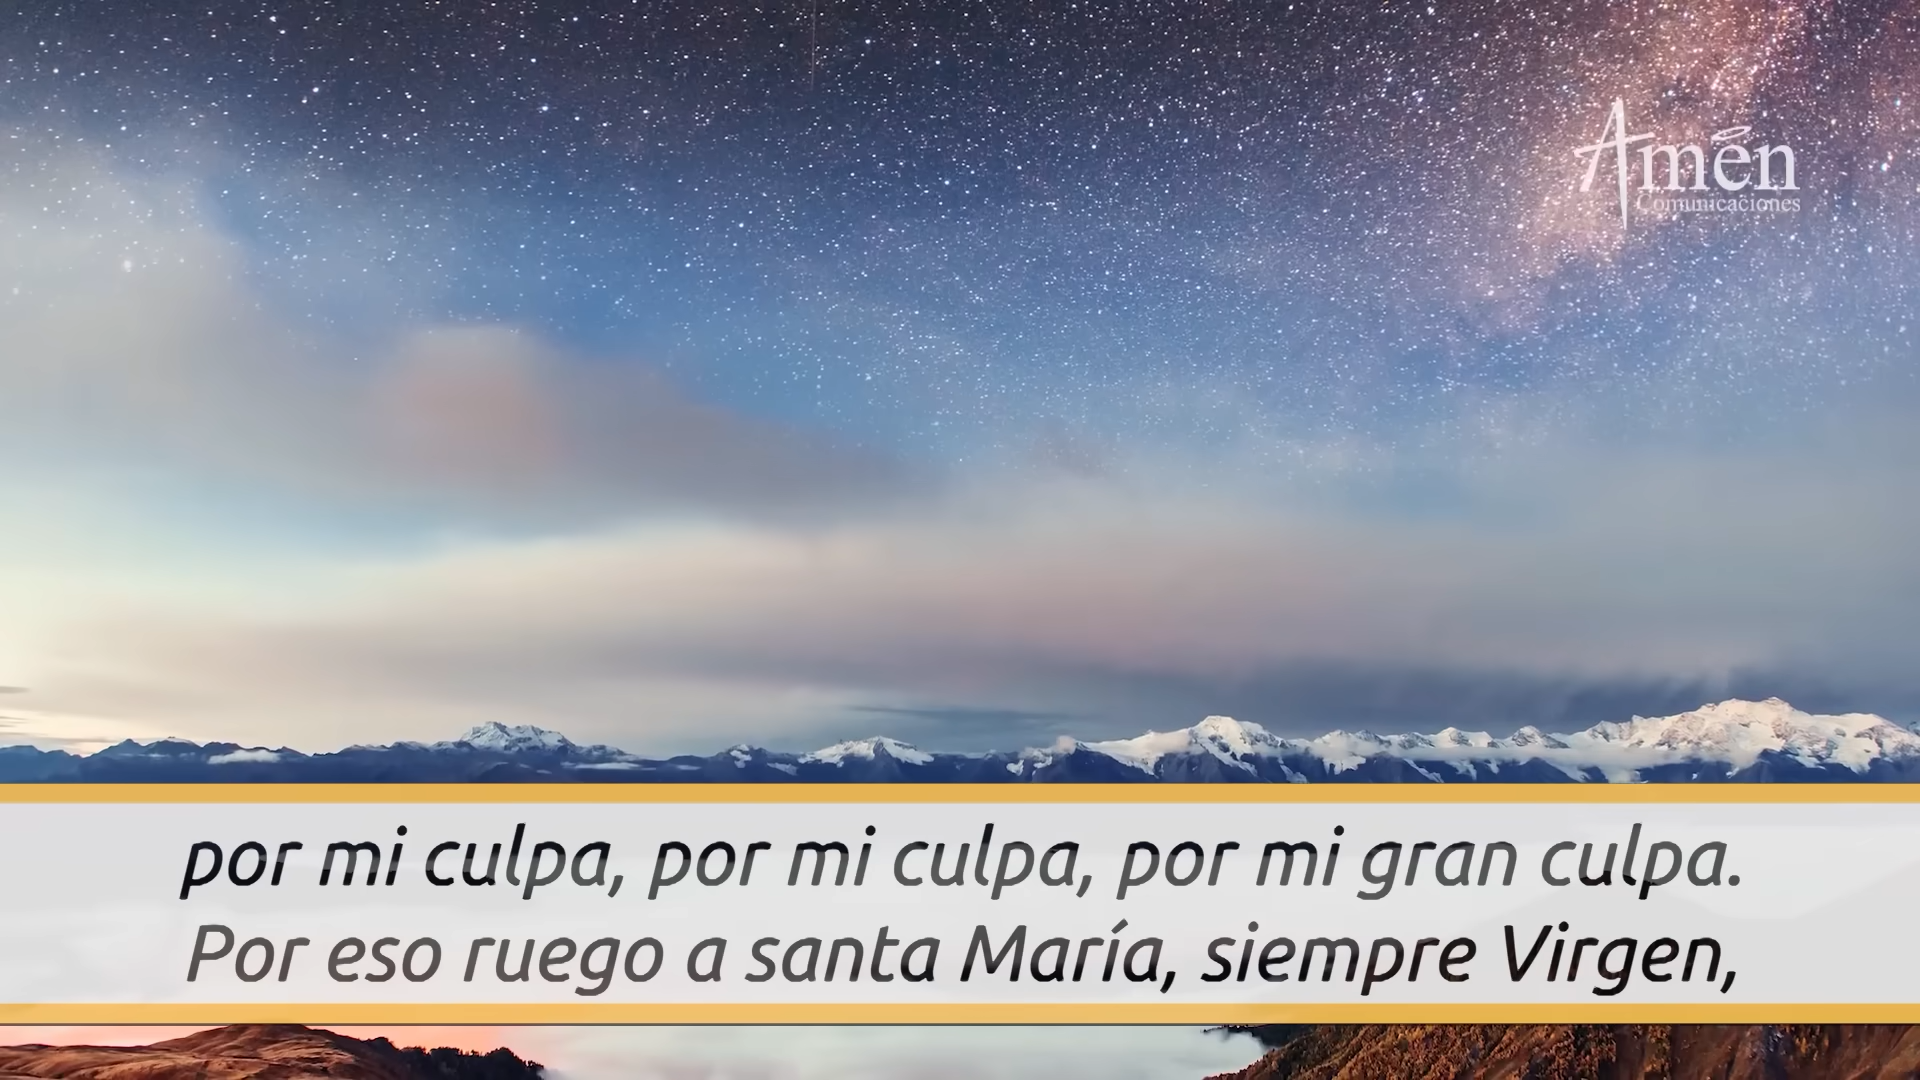 Amén
Comunicaciones
por mi culpa, por mi culpa, por mi gran culpa.
Por eso ruego a santa María, siempre Virgen,